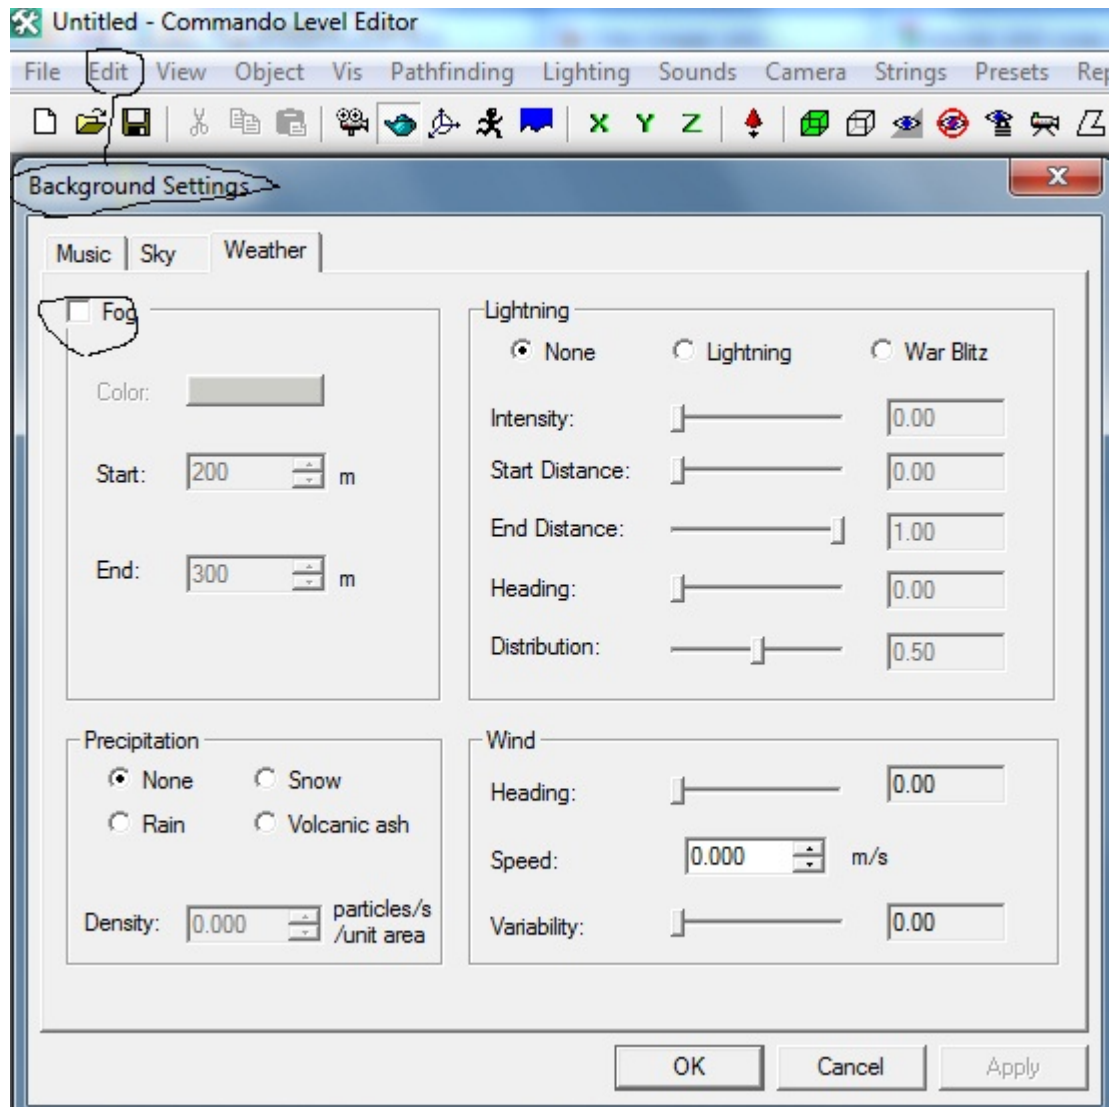 Untitled - Commando Level Editor
File Edit View Object Vis Pathfinding Lighting Sounds Camera Strings Presets Rep
X Y Z
Background Settings
Music Sky Weather
Fog
Color:
Start: 200 m
End: 300 m
Lightning
None Lightning War Blitz
Intensity: 0.00
Start Distance: 0.00
End Distance: 1.00
Heading: 0.00
Distribution: 0.50
Precipitation
None Snow
Rain Volcanic ash
Density: 0.000 particles/s
/unit area
Wind
Heading: 0.00
Speed: 0.000 m/s
Variability: 0.00
OK Cancel Apply